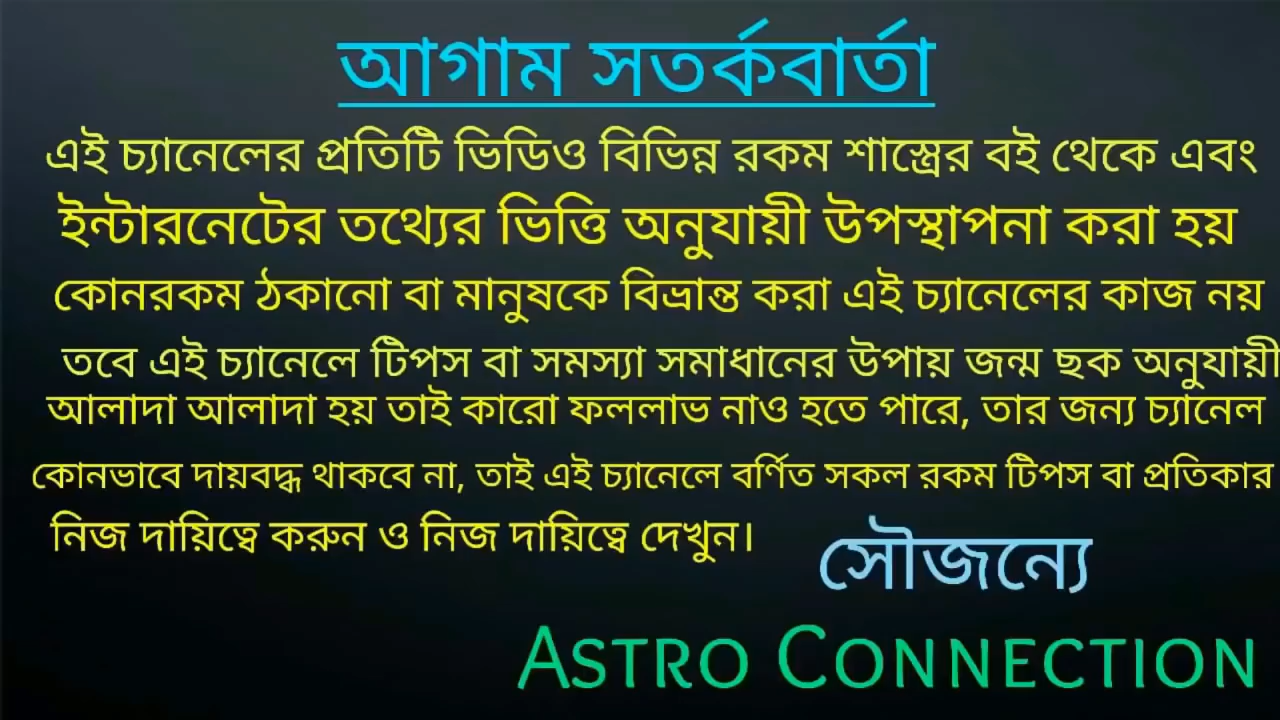 আগাম সতর্কবার্তা
এই চ্যানেলের প্রতিটি ভিডিও বিভিন্ন রকম শাস্ত্রের বই থেকে এবং
ইন্টারনেটের তথ্যের ভিত্তি অনুযায়ী উপস্থাপনা করা হয়
কোনরকম ঠকানো বা মানুষকে বিভ্রান্ত করা এই চ্যানেলের কাজ নয়
তবে এই চ্যানেলে টিপস বা সমস্যা সমাধানের উপায় জন্ম ছক অনুযায়ী
আলাদা আলাদা হয় তাই কারো ফললাভ নাও হতে পারে, তার জন্য চ্যানেল
কোনভাবে দায়বদ্ধ থাকবে না, তাই এই চ্যানেলে বর্ণিত সকল রকম টিপস বা প্রতিকার
নিজ দায়িত্বে করুন ও নিজ দায়িত্বে দেখুন।
সৌজন্যে
ASTRO CONNECTION